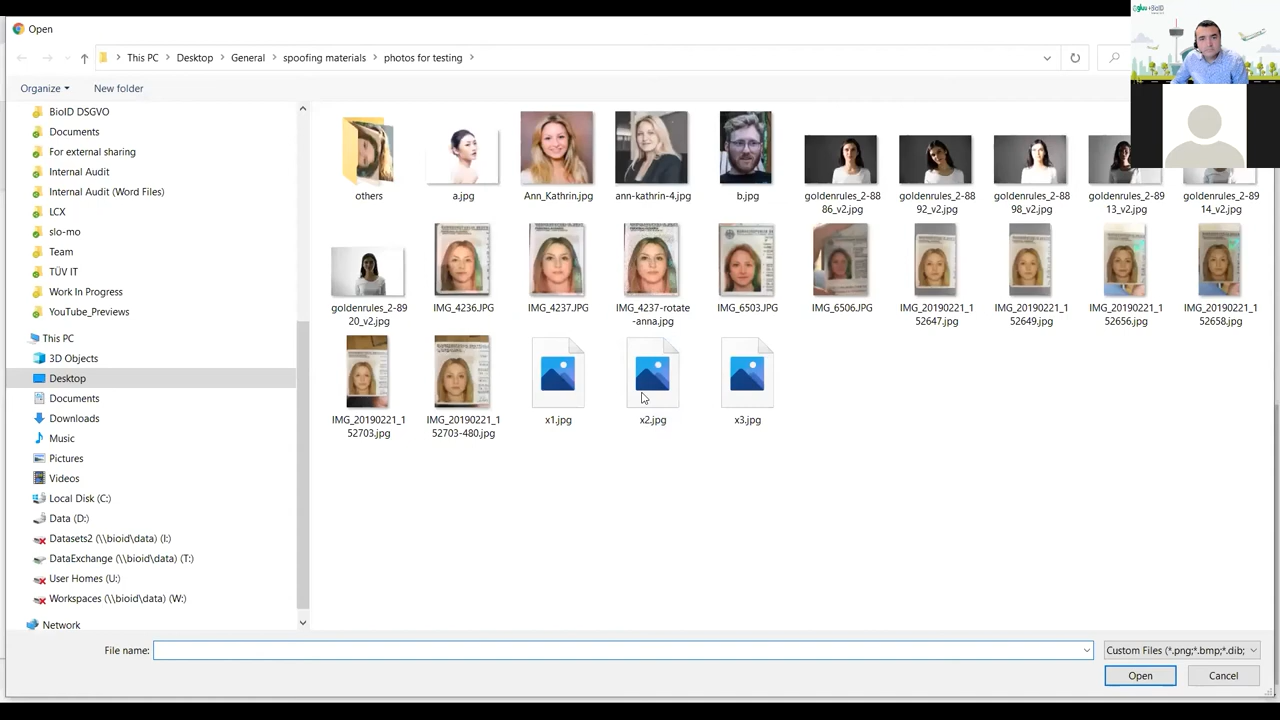 Open
This PC
Desktop
General
spoofing materials
photos for testing
Organize
New folder
BioID DSGVO
Documents
For external sharing
Internal Audit
Internal Audit (Word Files)
LCX
slo-mo
Team
TÜV IT
Work In Progress
YouTube_Previews
This PC
3D Objects
Desktop
Documents
Downloads
Music
Pictures
Videos
Local Disk (C:)
Data (D:)
Datasets2 (\\bioid\data) (I:)
DataExchange (\\bioid\data) (T:)
User Homes (U:)
Workspaces (\\bioid\data) (W:)
Network
others
a.jpg
Ann_Kathrin.jpg
ann-kathrin-4.jpg
b.jpg
goldenrules_2-88
86_v2.jpg
goldenrules_2-88
92_v2.jpg
goldenrules_2-88
98_v2.jpg
goldenrules_2-89
13_v2.jpg
goldenrules_2-89
14_v2.jpg
goldenrules_2-89
20_v2.jpg
IMG_4236.JPG
IMG_4237.JPG
IMG_4237-rotate
-anna.jpg
IMG_6503.JPG
IMG_6506.JPG
IMG_20190221_1
52647.jpg
IMG_20190221_1
52649.jpg
IMG_20190221_1
52656.jpg
IMG_20190221_1
52658.jpg
IMG_20190221_1
52703.jpg
IMG_20190221_1
52703-480.jpg
x1.jpg
x2.jpg
x3.jpg
File name:
Custom Files (*.png;*.bmp;*.dib;
Open
Cancel
gluu +BioID